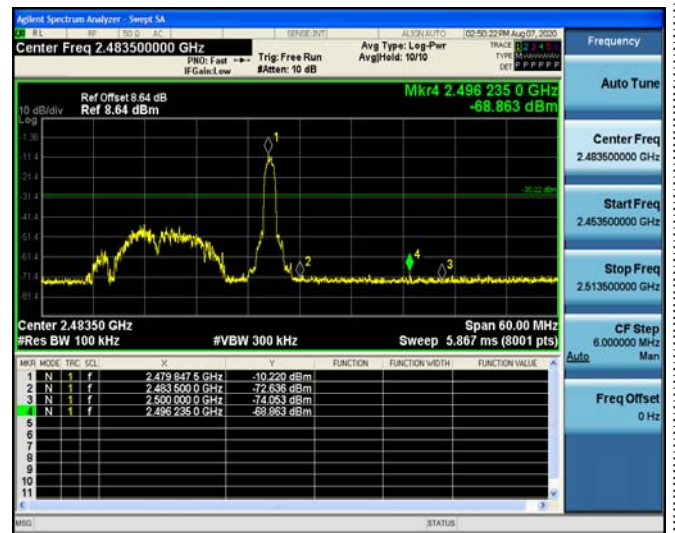 Agilent Spectrum Analyzer - Swept SA
RL RF 50 Ω AC SENSE:INT ALIGN AUTO 02:50:22 PM Aug 07, 2020
Center Freq 2.483500000 GHz
PNO: Fast
IFGain:Low
Trig: Free Run
#Atten: 10 dB
Avg Type: Log-Pwr
Avg|Hold: 10/10
TRACE 1 2 3 4 5 6
TYPE
DET P P P P P P
Ref Offset 8.64 dB
Ref 8.64 dBm
10 dB/div
Log
Mkr4 2.496 235 0 GHz
-68.863 dBm
-1.36
-11.4
-21.4
-31.4
-41.4
-51.4
-61.4
-71.4
-81.4
-30.22 dBm
1
2
4
3
Center 2.48350 GHz
Span 60.00 MHz
#Res BW 100 kHz
#VBW 300 kHz
Sweep 5.867 ms (8001 pts)
MKR MODE TRC SCL X Y FUNCTION FUNCTION WIDTH FUNCTION VALUE
1 N 1 f 2.479 847 5 GHz -10.220 dBm
2 N 1 f 2.483 500 0 GHz -72.636 dBm
3 N 1 f 2.500 000 0 GHz -74.053 dBm
4 N 1 f 2.496 235 0 GHz -68.863 dBm
5
6
7
8
9
10
11
MSG
STATUS
Frequency
Auto Tune
Center Freq
2.483500000 GHz
Start Freq
2.453500000 GHz
Stop Freq
2.513500000 GHz
CF Step
6.000000 MHz
Auto Man
Freq Offset
0 Hz